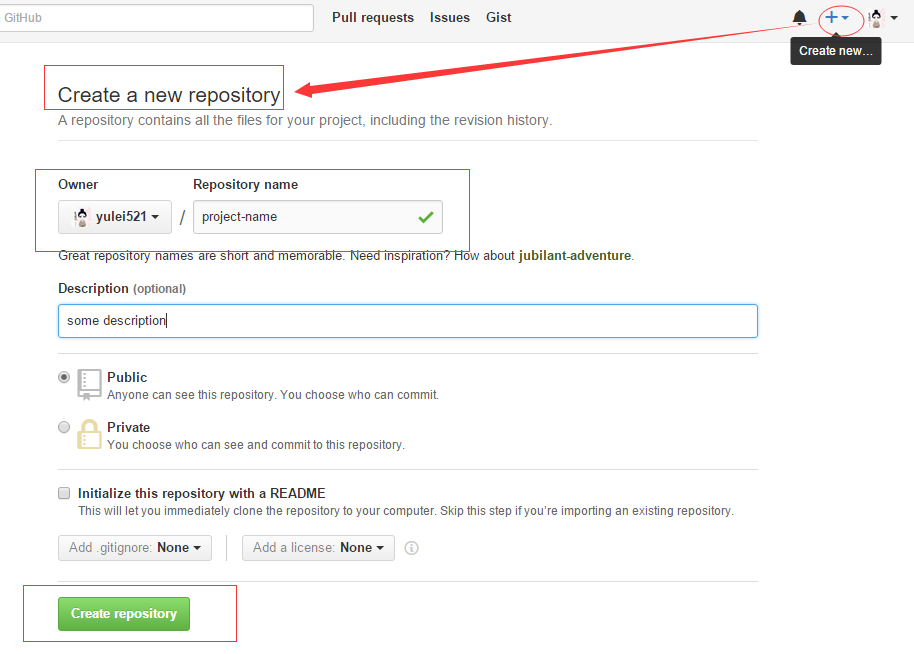 GitHub
Pull requests Issues Gist
Create new...
Create a new repository
A repository contains all the files for your project, including the revision history.
Owner Repository name
yulei521 / project-name
Great repository names are short and memorable. Need inspiration? How about jubilant-adventure.
Description (optional)
some description
Public
Anyone can see this repository. You choose who can commit.
Private
You choose who can see and commit to this repository.
Initialize this repository with a README
This will let you immediately clone the repository to your computer. Skip this step if you're importing an existing repository.
Add .gitignore: None Add a license: None
Create repository